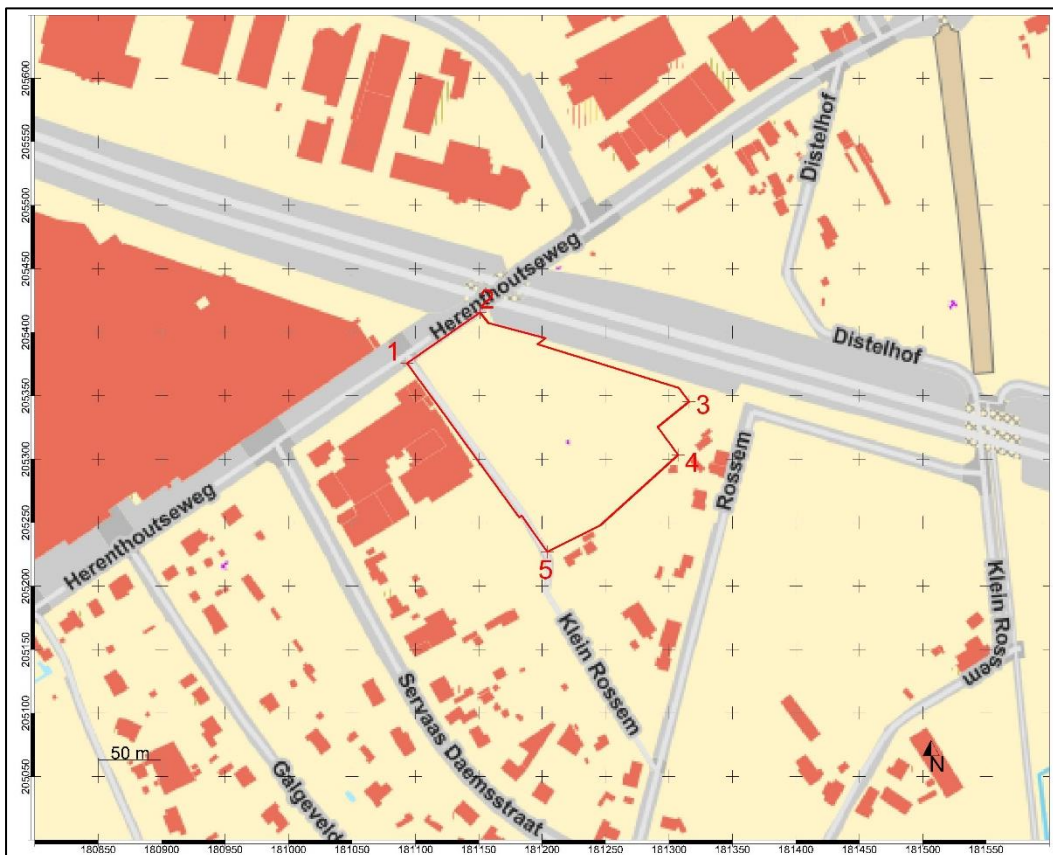 205600
205550
205500
205450
205400
205350
205300
205250
205200
205150
205100
205050
Distelhof
Herenthoutseweg
2
1
Distelhof
3
4
Rossem
Herenthoutseweg
5
Klein Rossem
Klein Rossem
Servaas Daemsstraat
Galgeveld
50 m
N
180850
180900
180950
181000
181050
181100
181150
181200
181250
181300
181350
181400
181450
181500
181550